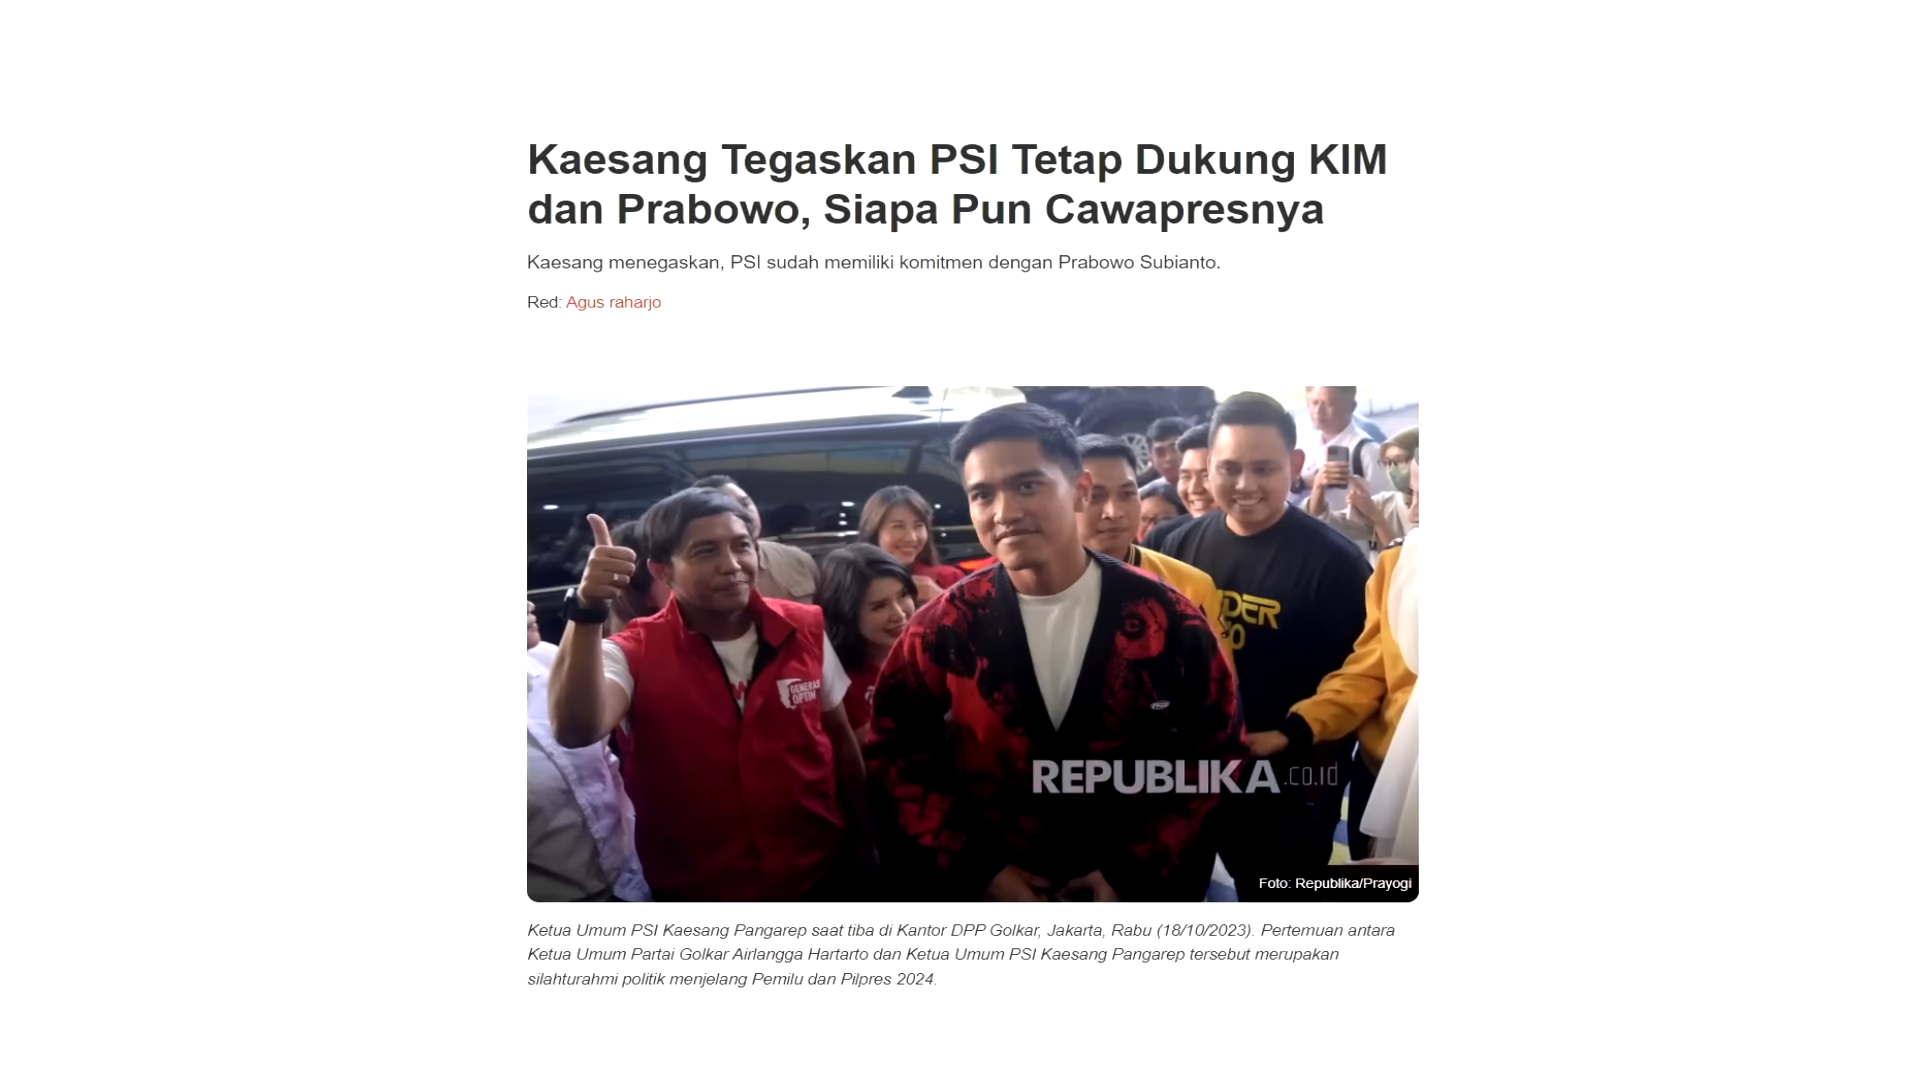 Kaesang Tegaskan PSI Tetap Dukung KIM
dan Prabowo, Siapa Pun Cawapresnya
Kaesang menegaskan, PSI sudah memiliki komitmen dengan Prabowo Subianto.
Red: Agus raharjo
GENERAS
OPTIM
DER
REPUBLIKA.co.id
Foto: Republika/Prayogi
Ketua Umum PSI Kaesang Pangarep saat tiba di Kantor DPP Golkar, Jakarta, Rabu (18/10/2023). Pertemuan antara
Ketua Umum Partai Golkar Airlangga Hartarto dan Ketua Umum PSI Kaesang Pangarep tersebut merupakan
silahturahmi politik menjelang Pemilu dan Pilpres 2024.